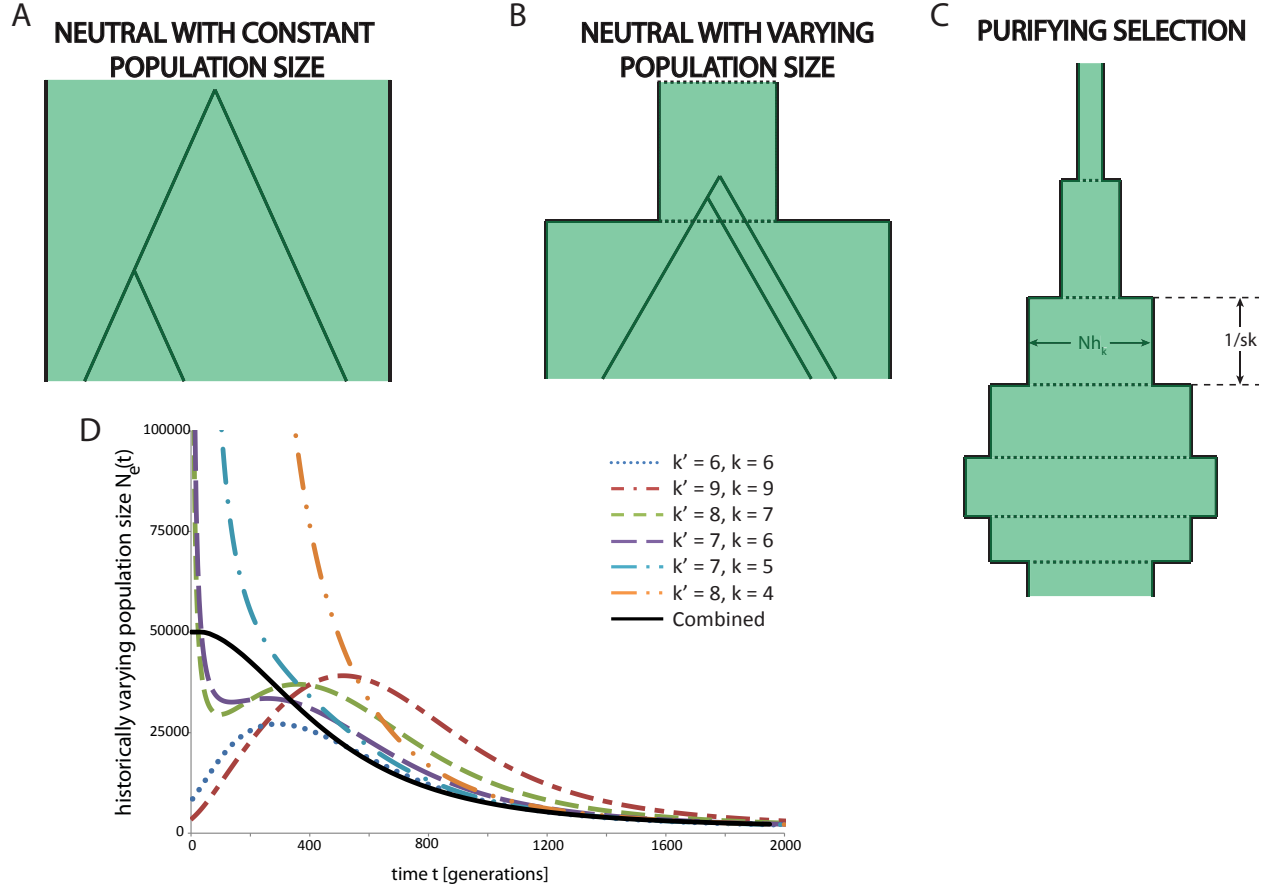 A
NEUTRAL WITH CONSTANT
POPULATION SIZE
B
NEUTRAL WITH VARYING
POPULATION SIZE
C
PURIFYING SELECTION
Nhₖ
1/sk
D
historically varying population size Nₑ(t)
100000
75000
50000
25000
0
0
400
800
1200
1600
2000
time t [generations]
k' = 6, k = 6
k' = 9, k = 9
k' = 8, k = 7
k' = 7, k = 6
k' = 7, k = 5
k' = 8, k = 4
Combined